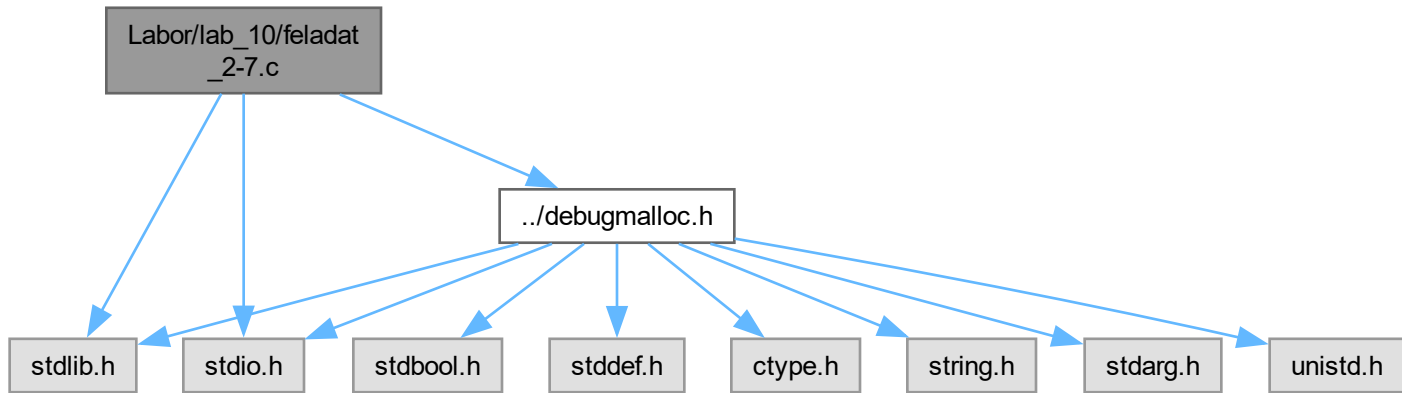 Labor/lab_10/feladat
_2-7.c
../debugmalloc.h
stdlib.h
stdio.h
stdbool.h
stddef.h
ctype.h
string.h
stdarg.h
unistd.h